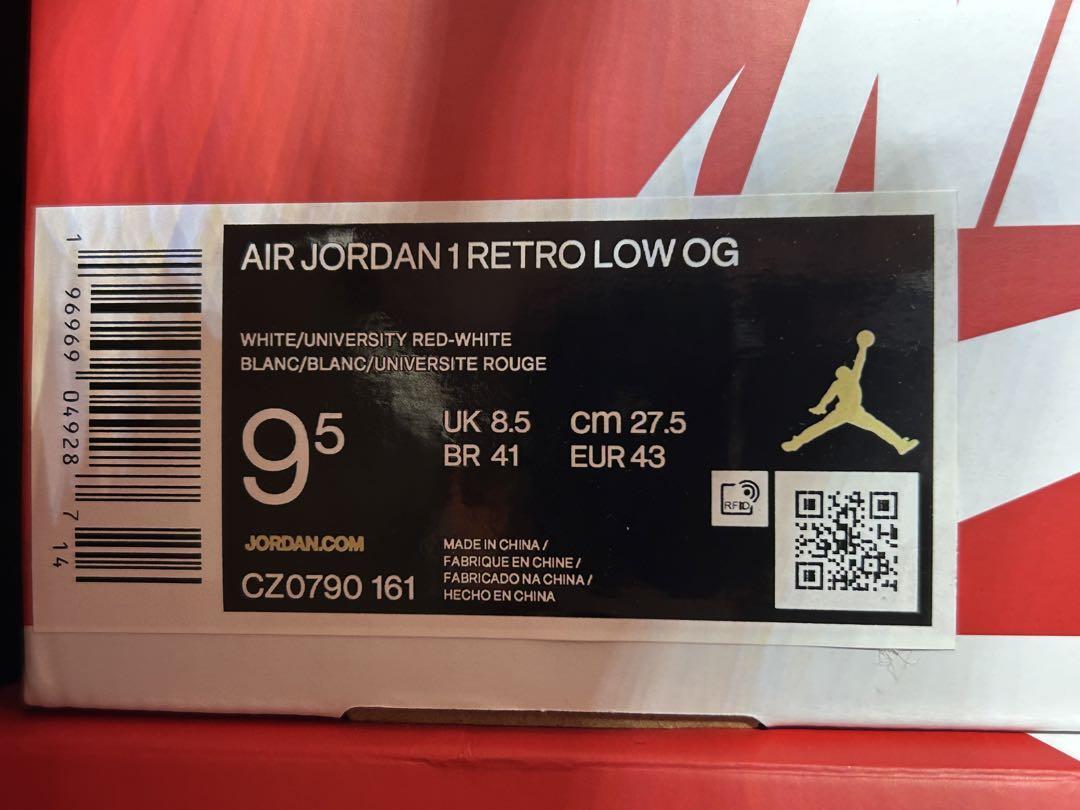 AIR JORDAN 1 RETRO LOW OG
WHITE/UNIVERSITY RED-WHITE
BLANC/BLANC/UNIVERSITE ROUGE
9⁵
UK 8.5 cm 27.5
BR 41 EUR 43
RFID
JORDAN.COM
CZ0790 161
MADE IN CHINA /
FABRIQUE EN CHINE /
FABRICADO NA CHINA /
HECHO EN CHINA
1 96969 04928 7 14